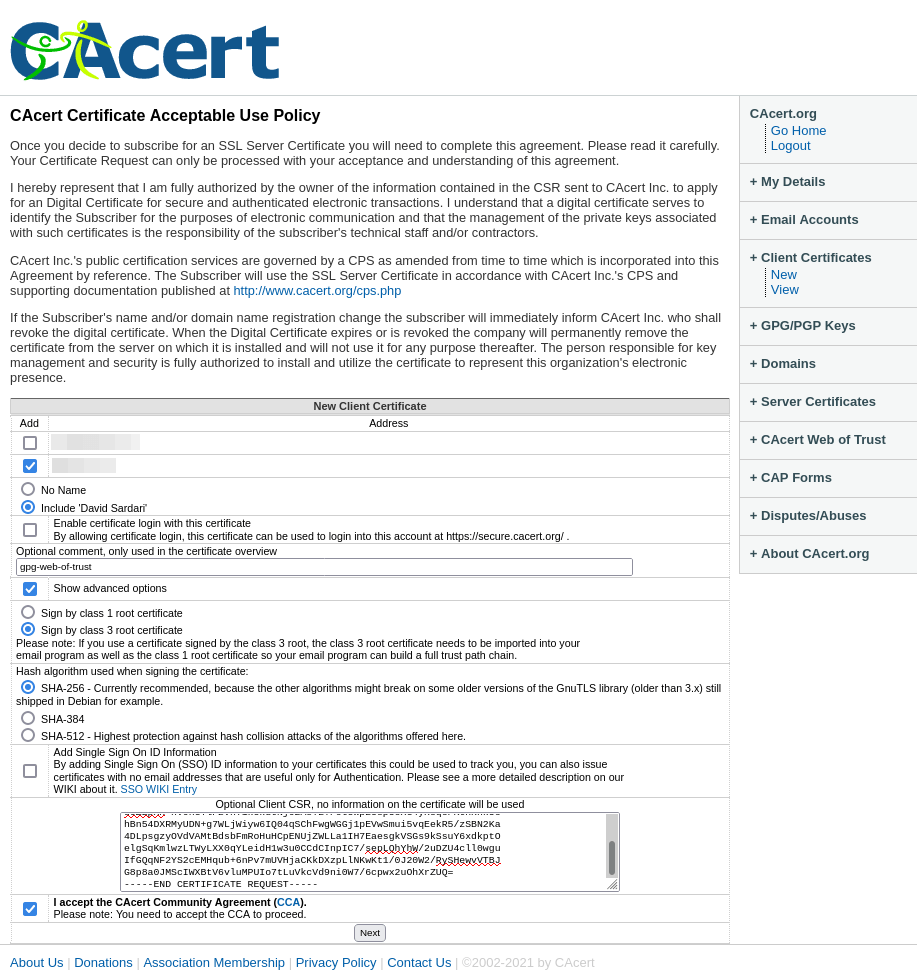 CAcert
CAcert Certificate Acceptable Use Policy
Once you decide to subscribe for an SSL Server Certificate you will need to complete this agreement. Please read it carefully.
Your Certificate Request can only be processed with your acceptance and understanding of this agreement.
I hereby represent that I am fully authorized by the owner of the information contained in the CSR sent to CAcert Inc. to apply
for an Digital Certificate for secure and authenticated electronic transactions. I understand that a digital certificate serves to
identify the Subscriber for the purposes of electronic communication and that the management of the private keys associated
with such certificates is the responsibility of the subscriber's technical staff and/or contractors.
CAcert Inc.'s public certification services are governed by a CPS as amended from time to time which is incorporated into this
Agreement by reference. The Subscriber will use the SSL Server Certificate in accordance with CAcert Inc.'s CPS and
supporting documentation published at http://www.cacert.org/cps.php
If the Subscriber's name and/or domain name registration change the subscriber will immediately inform CAcert Inc. who shall
revoke the digital certificate. When the Digital Certificate expires or is revoked the company will permanently remove the
certificate from the server on which it is installed and will not use it for any purpose thereafter. The person responsible for key
management and security is fully authorized to install and utilize the certificate to represent this organization's electronic
presence.
New Client Certificate
Add Address
No Name
Include 'David Sardari'
Enable certificate login with this certificate
By allowing certificate login, this certificate can be used to login into this account at https://secure.cacert.org/ .
Optional comment, only used in the certificate overview
gpg-web-of-trust
Show advanced options
Sign by class 1 root certificate
Sign by class 3 root certificate
Please note: If you use a certificate signed by the class 3 root, the class 3 root certificate needs to be imported into your
email program as well as the class 1 root certificate so your email program can build a full trust path chain.
Hash algorithm used when signing the certificate:
SHA-256 - Currently recommended, because the other algorithms might break on some older versions of the GnuTLS library (older than 3.x) still
shipped in Debian for example.
SHA-384
SHA-512 - Highest protection against hash collision attacks of the algorithms offered here.
Add Single Sign On ID Information
By adding Single Sign On (SSO) ID information to your certificates this could be used to track you, you can also issue
certificates with no email addresses that are useful only for Authentication. Please see a more detailed description on our
WIKI about it. SSO WIKI Entry
Optional Client CSR, no information on the certificate will be used
hBn54DXRMyUDN+g7WLjWiyw6IQ04qSChFwgWGGj1pEVwSmui5vqEekR5/zSBN2Ka
4DLpsgzyOVdVAMtBdsbFmRoHuHCpENUjZWLLa1IH7EaesgkVSGs9kSsuY6xdkptO
elgSqKmlwzLTWyLXX0qYLeidH1w3u0CCdCInpIC7/sepLOhYhW/2uDZU4cll0wgu
IfGQqNF2YS2cEMHqub+6nPv7mUVHjaCKkDXzpLlNKwKt1/0J20W2/RySHewvVTBJ
G8p8a0JMScIWXBtV6vluMPUIo7tLuVkcVd9ni0W7/6cpwx2uOhXrZUQ=
-----END CERTIFICATE REQUEST-----
I accept the CAcert Community Agreement (CCA).
Please note: You need to accept the CCA to proceed.
Next
CAcert.org
Go Home
Logout
+ My Details
+ Email Accounts
+ Client Certificates
New
View
+ GPG/PGP Keys
+ Domains
+ Server Certificates
+ CAcert Web of Trust
+ CAP Forms
+ Disputes/Abuses
+ About CAcert.org
About Us | Donations | Association Membership | Privacy Policy | Contact Us | ©2002-2021 by CAcert